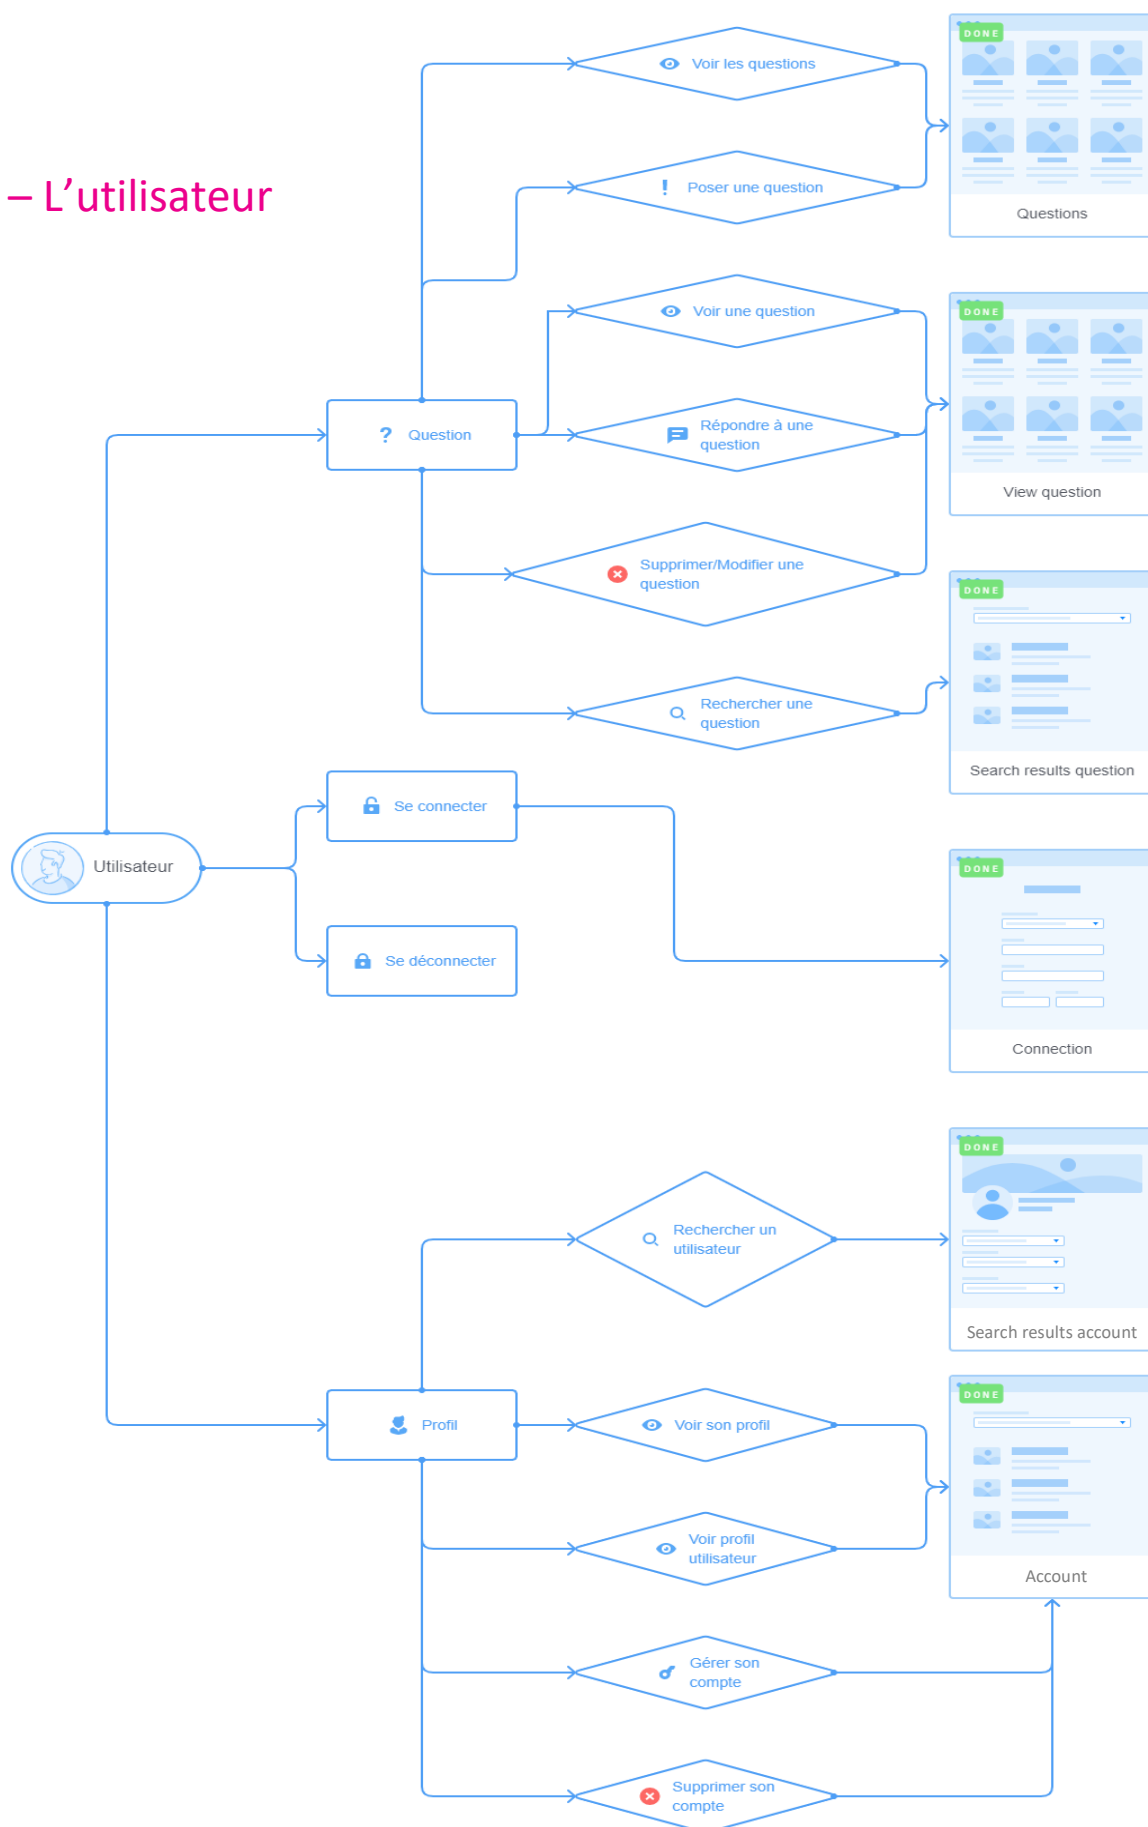 DONE
Voir les questions
– L’utilisateur
Poser une question
Questions
DONE
Voir une question
? Question
Répondre à une
question
View question
Supprimer/Modifier une
question
DONE
Rechercher une
question
Search results question
Se connecter
Utilisateur
DONE
Se déconnecter
Connection
DONE
Rechercher un
utilisateur
Search results account
DONE
Profil
Voir son profil
Voir profil
utilisateur
Account
Gérer son
compte
Supprimer son
compte